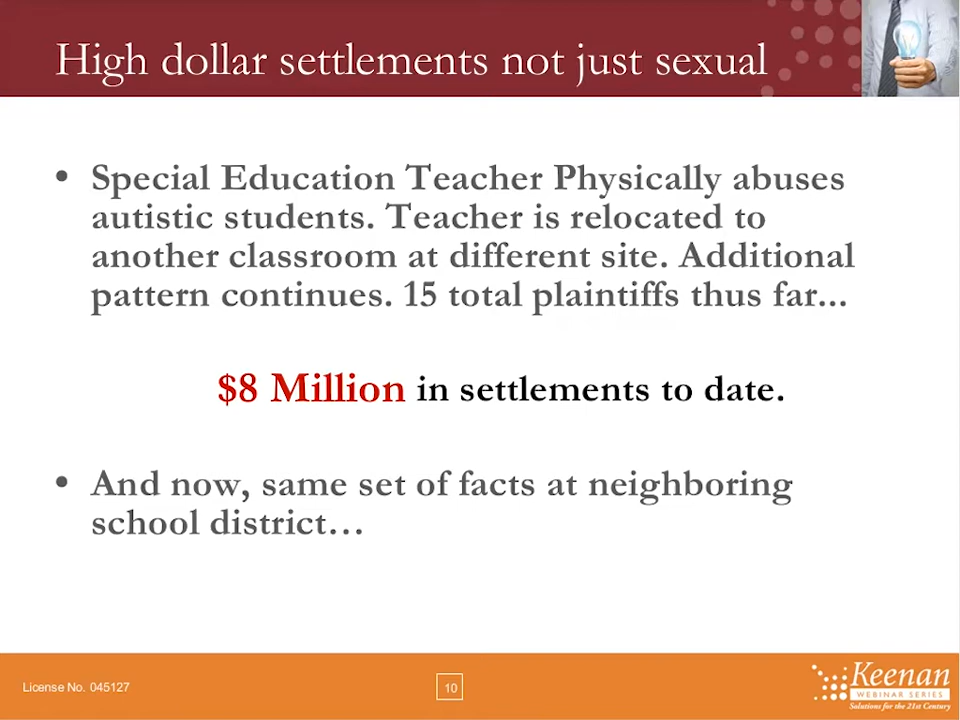 High dollar settlements not just sexual
• Special Education Teacher Physically abuses
autistic students. Teacher is relocated to
another classroom at different site. Additional
pattern continues. 15 total plaintiffs thus far...
$8 Million in settlements to date.
• And now, same set of facts at neighboring
school district…
License No. 045127
10
Keenan
WEBINAR SERIES
Solutions for the 21st Century